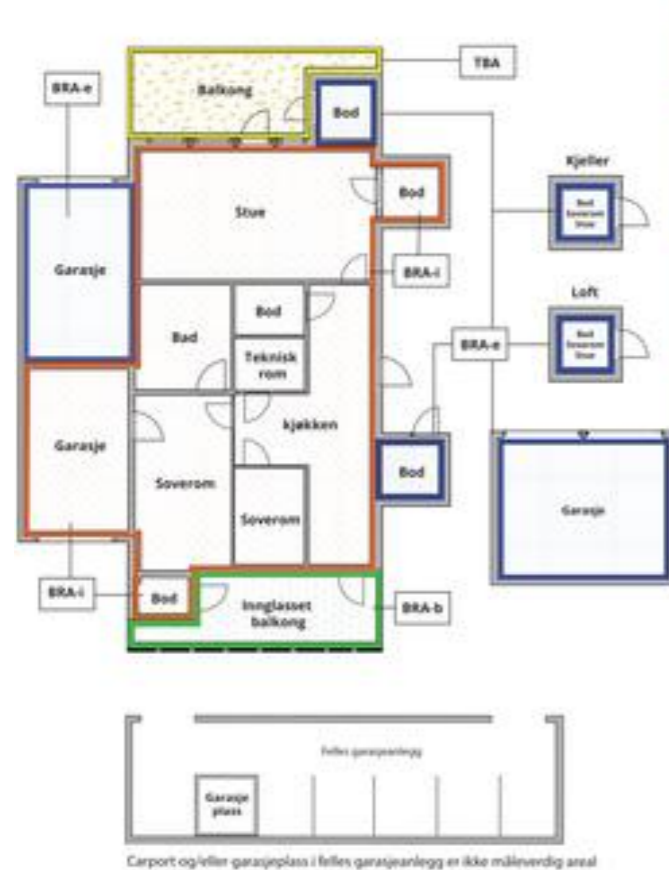 TBA
BRA-e
Balkong
Bod
Kjeller
Bod
Soverom
Stue
Stue
Bod
Garasje
BRA-i
Loft
Bod
Bad
Teknisk
rom
BRA-e
Bod
Soverom
Stue
kjøkken
Garasje
Soverom
Bod
Garasje
Soverom
BRA-i
Bod
Innglasset
balkong
BRA-b
Felles garasjeanlegg
Garasje
plass
Carport og/eller garasjeplass i felles garasjeanlegg er ikke måleverdig areal